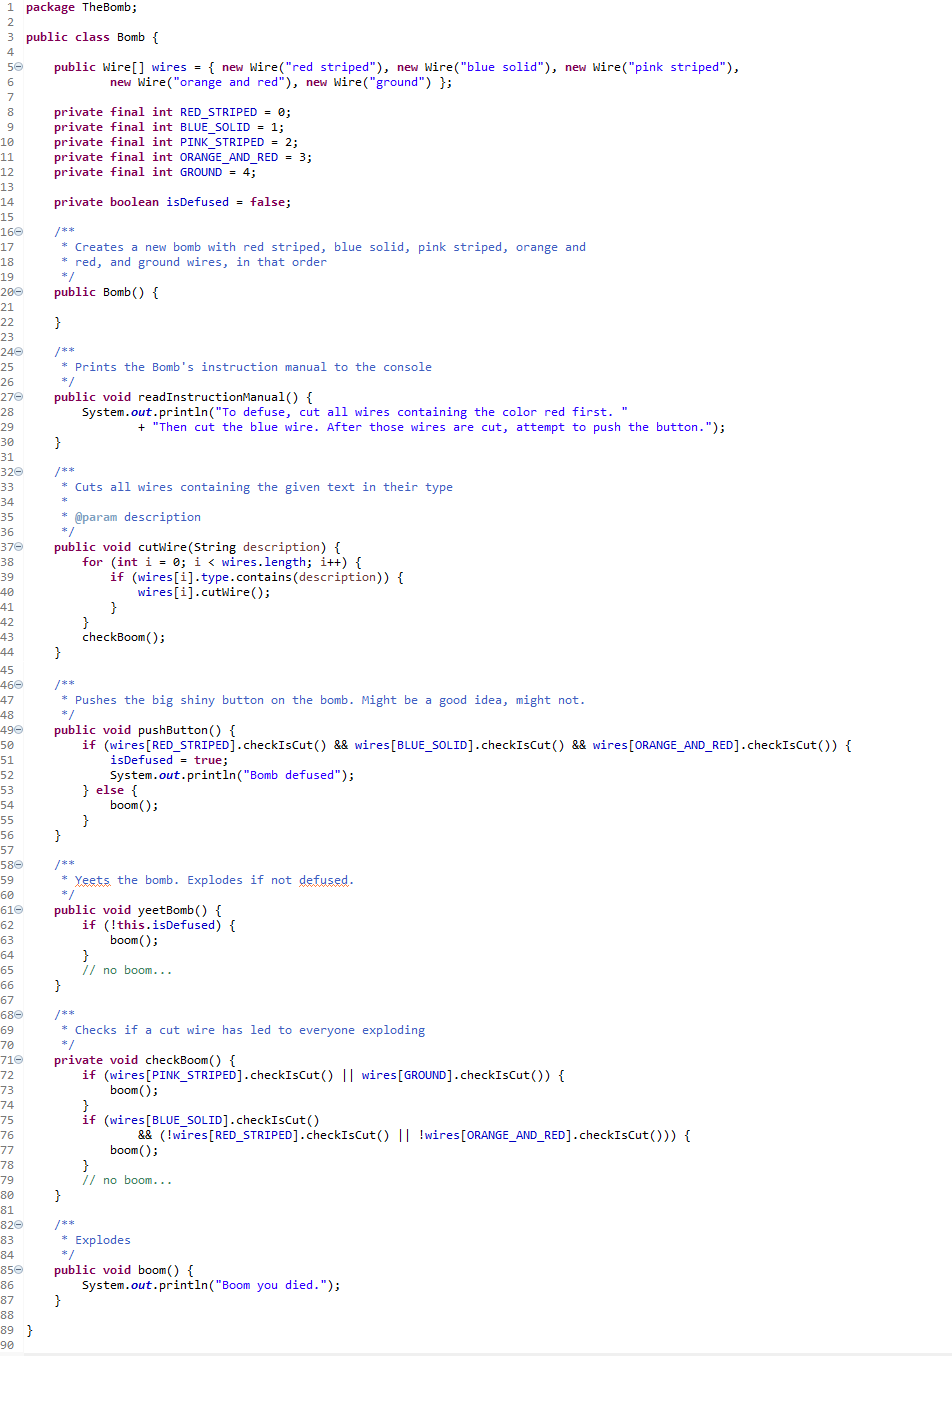 1 package TheBomb;
2
3 public class Bomb {
4
5 public Wire[] wires = { new Wire("red striped"), new Wire("blue solid"), new Wire("pink striped"),
6 new Wire("orange and red"), new Wire("ground") };
7
8 private final int RED_STRIPED = 0;
9 private final int BLUE_SOLID = 1;
10 private final int PINK_STRIPED = 2;
11 private final int ORANGE_AND_RED = 3;
12 private final int GROUND = 4;
13
14 private boolean isDefused = false;
15
16 /**
17 * Creates a new bomb with red striped, blue solid, pink striped, orange and
18 * red, and ground wires, in that order
19 */
20 public Bomb() {
21
22 }
23
24 /**
25 * Prints the Bomb's instruction manual to the console
26 */
27 public void readInstructionManual() {
28 System.out.println("To defuse, cut all wires containing the color red first. "
29 + "Then cut the blue wire. After those wires are cut, attempt to push the button.");
30 }
31
32 /**
33 * Cuts all wires containing the given text in their type
34 *
35 * @param description
36 */
37 public void cutWire(String description) {
38 for (int i = 0; i < wires.length; i++) {
39 if (wires[i].type.contains(description)) {
40 wires[i].cutWire();
41 }
42 }
43 checkBoom();
44 }
45
46 /**
47 * Pushes the big shiny button on the bomb. Might be a good idea, might not.
48 */
49 public void pushButton() {
50 if (wires[RED_STRIPED].checkIsCut() && wires[BLUE_SOLID].checkIsCut() && wires[ORANGE_AND_RED].checkIsCut()) {
51 isDefused = true;
52 System.out.println("Bomb defused");
53 } else {
54 boom();
55 }
56 }
57
58 /**
59 * Yeets the bomb. Explodes if not defused.
60 */
61 public void yeetBomb() {
62 if (!this.isDefused) {
63 boom();
64 }
65 // no boom...
66 }
67
68 /**
69 * Checks if a cut wire has led to everyone exploding
70 */
71 private void checkBoom() {
72 if (wires[PINK_STRIPED].checkIsCut() || wires[GROUND].checkIsCut()) {
73 boom();
74 }
75 if (wires[BLUE_SOLID].checkIsCut()
76 && (!wires[RED_STRIPED].checkIsCut() || !wires[ORANGE_AND_RED].checkIsCut())) {
77 boom();
78 }
79 // no boom...
80 }
81
82 /**
83 * Explodes
84 */
85 public void boom() {
86 System.out.println("Boom you died.");
87 }
88
89 }
90